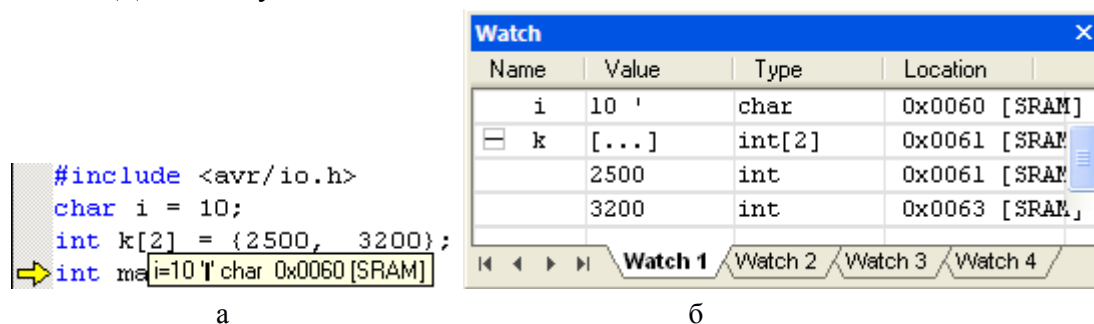 #include <avr/io.h>
char i = 10;
int k[2] = {2500, 3200};
int ma
i=10 '' char 0x0060 [SRAM]
а
Watch
Name Value Type Location
i 10 ' char 0x0060 [SRAM]
k [...] int[2] 0x0061 [SRAM
2500 int 0x0061 [SRAM
3200 int 0x0063 [SRAM,
Watch 1 Watch 2 Watch 3 Watch 4
б